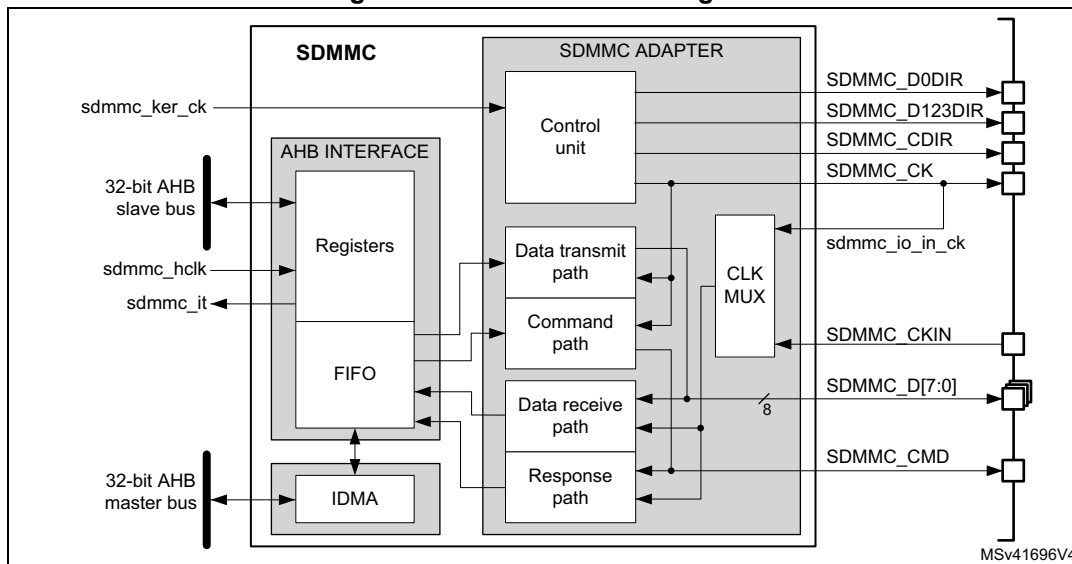 SDMMC
SDMMC ADAPTER
sdmmc_ker_ck
Control
unit
SDMMC_D0DIR
SDMMC_D123DIR
SDMMC_CDIR
SDMMC_CK
AHB INTERFACE
32-bit AHB
slave bus
Registers
sdmmc_hclk
sdmmc_it
FIFO
Data transmit
path
Command
path
CLK
MUX
sdmmc_io_in_ck
SDMMC_CKIN
Data receive
path
Response
path
8
SDMMC_D[7:0]
SDMMC_CMD
32-bit AHB
master bus
IDMA
MSv41696V4